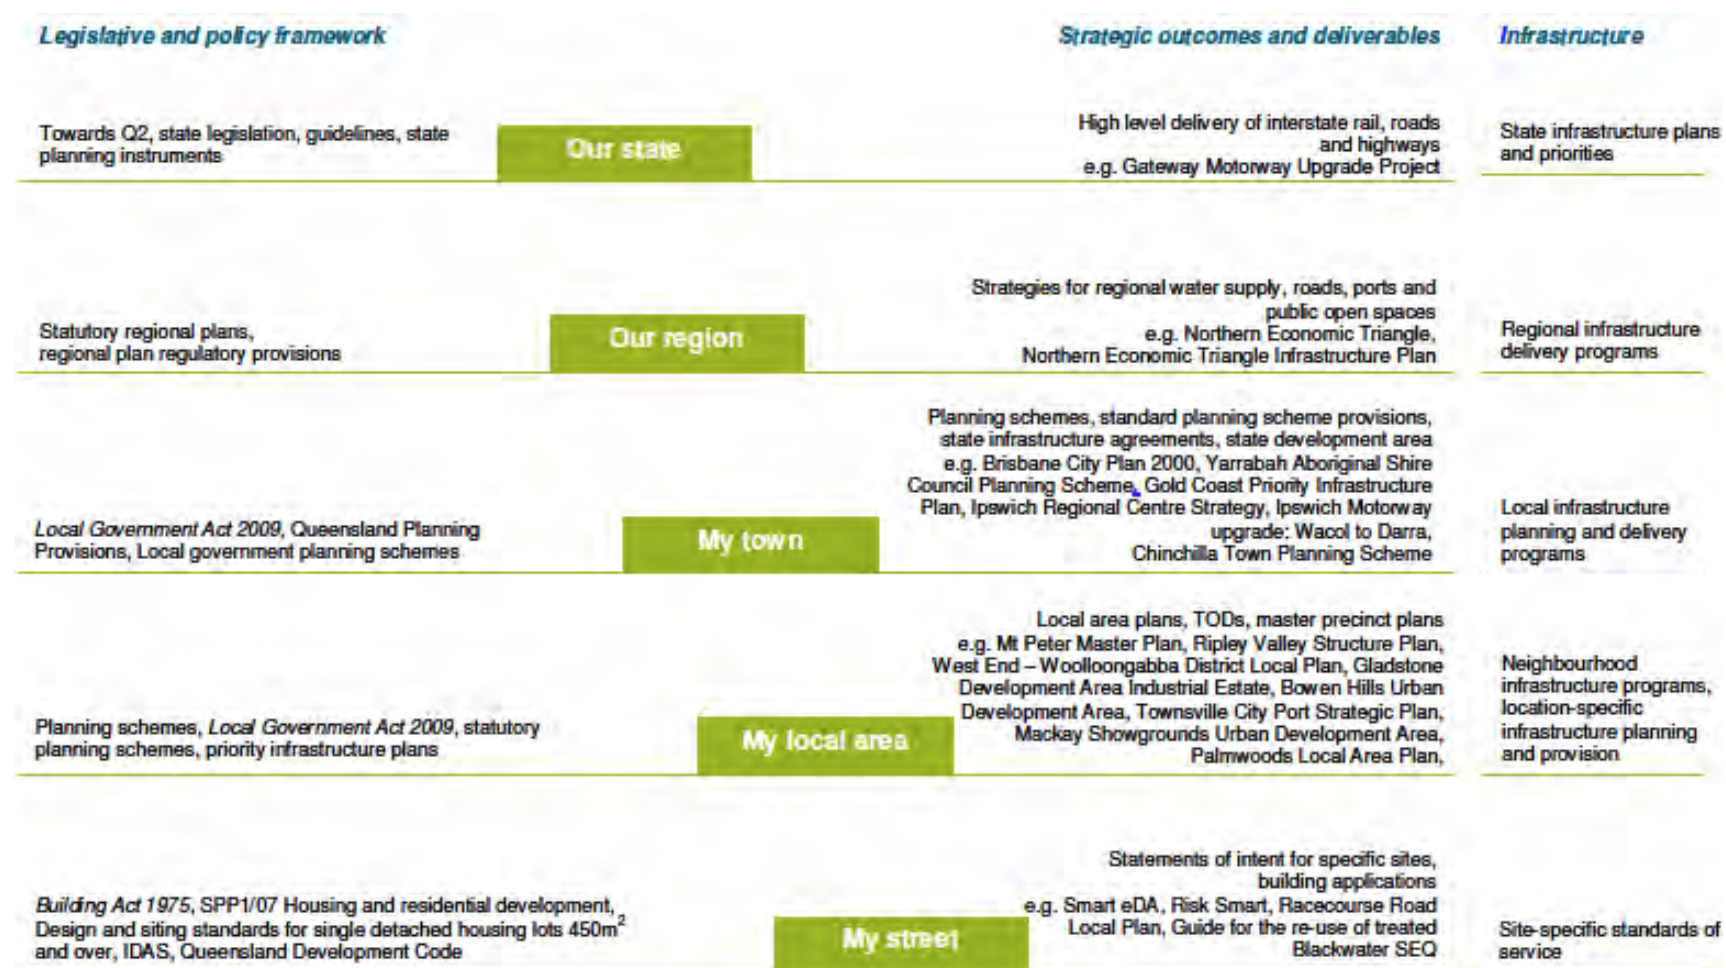 Legislative and policy framework
Strategic outcomes and deliverables
Infrastructure
Towards Q2, state legislation, guidelines, state
planning instruments
Our state
High level delivery of interstate rail, roads
and highways
e.g. Gateway Motorway Upgrade Project
State infrastructure plans
and priorities
Statutory regional plans,
regional plan regulatory provisions
Our region
Strategies for regional water supply, roads, ports and
public open spaces
e.g. Northern Economic Triangle,
Northern Economic Triangle Infrastructure Plan
Regional infrastructure
delivery programs
Local Government Act 2009, Queensland Planning
Provisions, Local government planning schemes
My town
Planning schemes, standard planning scheme provisions,
state infrastructure agreements, state development area
e.g. Brisbane City Plan 2000, Yarrabah Aboriginal Shire
Council Planning Scheme, Gold Coast Priority Infrastructure
Plan, Ipswich Regional Centre Strategy, Ipswich Motorway
upgrade: Wacol to Darra,
Chinchilla Town Planning Scheme
Local infrastructure
planning and delivery
programs
Planning schemes, Local Government Act 2009, statutory
planning schemes, priority infrastructure plans
My local area
Local area plans, TODs, master precinct plans
e.g. Mt Peter Master Plan, Ripley Valley Structure Plan,
West End – Woolloongabba District Local Plan, Gladstone
Development Area Industrial Estate, Bowen Hills Urban
Development Area, Townsville City Port Strategic Plan,
Mackay Showgrounds Urban Development Area,
Palmwoods Local Area Plan,
Neighbourhood
infrastructure programs,
location-specific
infrastructure planning
and provision
Building Act 1975, SPP1/07 Housing and residential development,
Design and siting standards for single detached housing lots 450m²
and over, IDAS, Queensland Development Code
My street
Statements of intent for specific sites,
building applications
e.g. Smart eDA, Risk Smart, Racecourse Road
Local Plan, Guide for the re-use of treated
Blackwater SEQ
Site-specific standards of
service